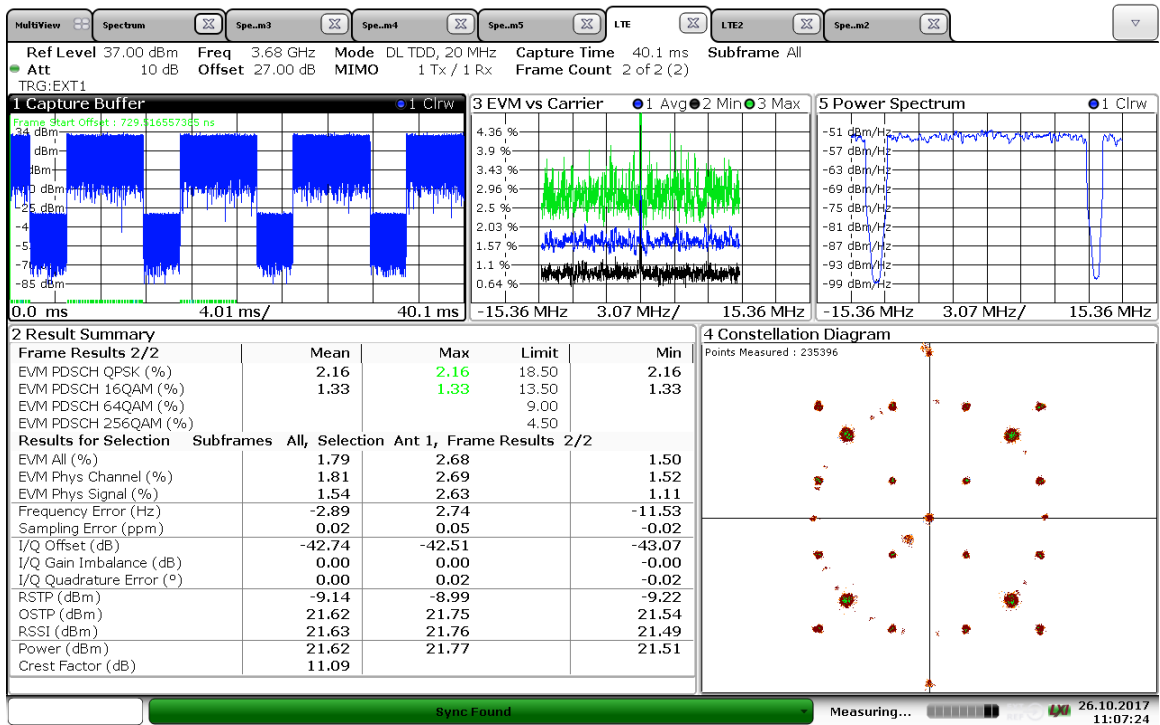 MultiView Spectrum Spe..m3 Spe..m4 Spe..m5 LTE LTE2 Spe..m2
Ref Level 37.00 dBm Freq 3.68 GHz Mode DL TDD, 20 MHz Capture Time 40.1 ms Subframe All
Att 10 dB Offset 27.00 dB MIMO 1 Tx / 1 Rx Frame Count 2 of 2 (2)
TRG:EXT1
1 Capture Buffer 1 Clrw
Frame Start Offset : 729.516557385 ns
34 dBm
dBm
dBm
0 dBm
-25 dBm
-85 dBm
0.0 ms 4.01 ms/ 40.1 ms
3 EVM vs Carrier 1 Avg 2 Min 3 Max
4.36 %
3.9 %
3.43 %
2.96 %
2.5 %
2.03 %
1.57 %
1.1 %
0.64 %
-15.36 MHz 3.07 MHz/ 15.36 MHz
5 Power Spectrum 1 Clrw
-51 dBm/Hz
-57 dBm/Hz
-63 dBm/Hz
-69 dBm/Hz
-75 dBm/Hz
-81 dBm/Hz
-87 dBm/Hz
-93 dBm/Hz
-99 dBm/Hz
-15.36 MHz 3.07 MHz/ 15.36 MHz
2 Result Summary
Frame Results 2/2 Mean Max Limit Min
EVM PDSCH QPSK (%) 2.16 2.16 18.50 2.16
EVM PDSCH 16QAM (%) 1.33 1.33 13.50 1.33
EVM PDSCH 64QAM (%) 9.00
EVM PDSCH 256QAM (%) 4.50
Results for Selection Subframes All, Selection Ant 1, Frame Results 2/2
EVM All (%) 1.79 2.68 1.50
EVM Phys Channel (%) 1.81 2.69 1.52
EVM Phys Signal (%) 1.54 2.63 1.11
Frequency Error (Hz) -2.89 2.74 -11.53
Sampling Error (ppm) 0.02 0.05 -0.02
I/Q Offset (dB) -42.74 -42.51 -43.07
I/Q Gain Imbalance (dB) 0.00 0.00 -0.00
I/Q Quadrature Error (°) 0.00 0.02 -0.02
RSTP (dBm) -9.14 -8.99 -9.22
OSTP (dBm) 21.62 21.75 21.54
RSSI (dBm) 21.63 21.76 21.49
Power (dBm) 21.62 21.77 21.51
Crest Factor (dB) 11.09
4 Constellation Diagram
Points Measured : 235396
Sync Found
Measuring...
REF
LXI
26.10.2017
11:07:24